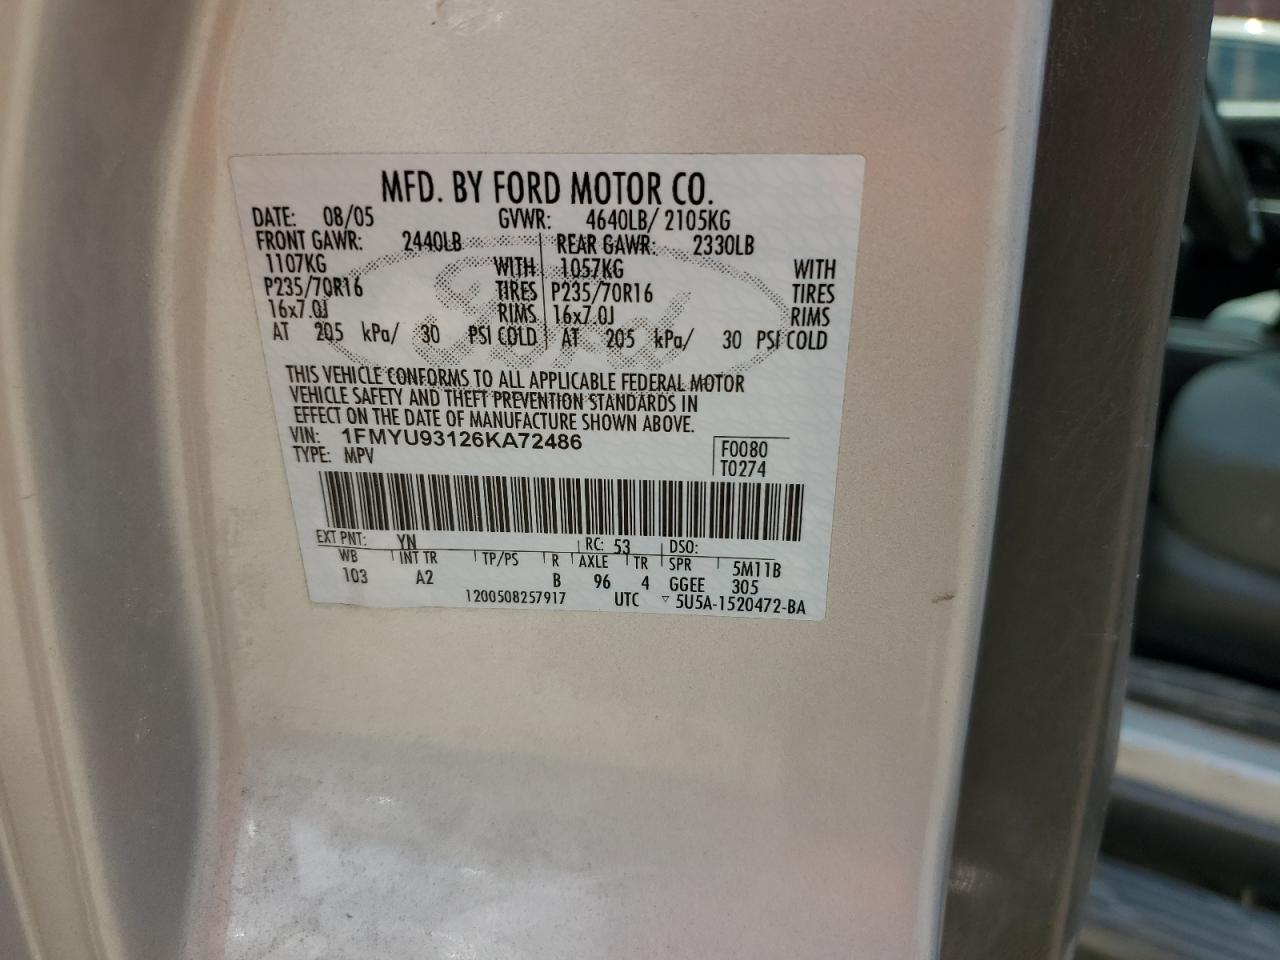 MFD. BY FORD MOTOR CO.
DATE: 08/05 GVWR: 4640LB/ 2105KG
FRONT GAWR: 2440LB REAR GAWR: 2330LB
1107KG WITH 1057KG WITH
P235/70R16 TIRES P235/70R16 TIRES
16x7.0J RIMS 16x7.0J RIMS
AT 205 kPa/ 30 PSI COLD AT 205 kPa/ 30 PSI COLD
Ford
THIS VEHICLE CONFORMS TO ALL APPLICABLE FEDERAL MOTOR
VEHICLE SAFETY AND THEFT PREVENTION STANDARDS IN
EFFECT ON THE DATE OF MANUFACTURE SHOWN ABOVE.
VIN: 1FMYU93126KA72486 F0080
TYPE: MPV T0274
EXT PNT: YN RC: 53 DSO:
WB INT TR TP/PS R AXLE TR SPR 5M11B
103 A2 B 96 4 GGEE 305
1200508257917 UTC ▽ 5U5A-1520472-BA